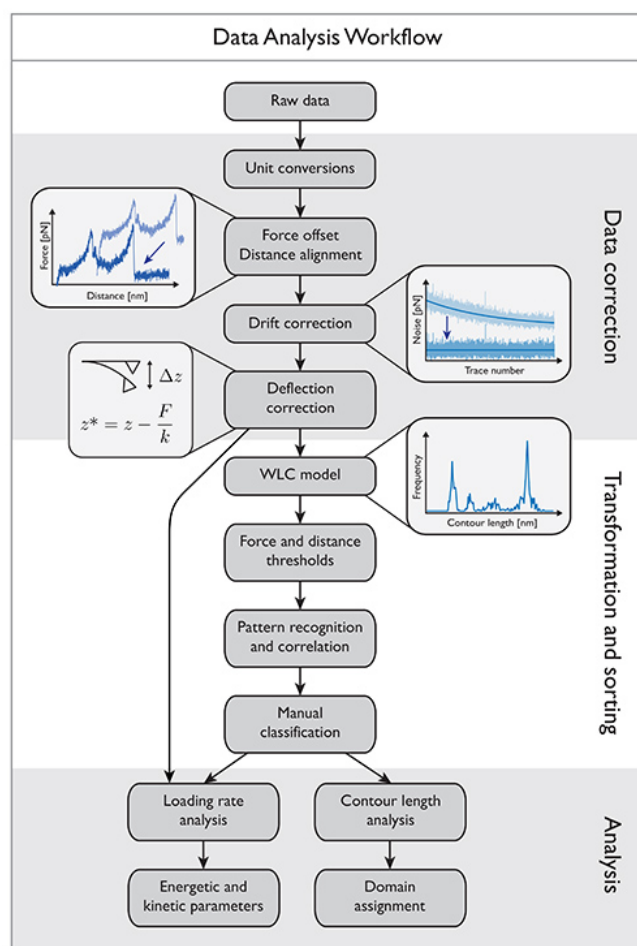 Data Analysis Workflow
Raw data
Unit conversions
Force offset
Distance alignment
Force [pN]
Distance [nm]
Drift correction
Noise [pN]
Trace number
Deflection
correction
Δz
z* = z − F/k
WLC model
Frequency
Contour length [nm]
Force and distance
thresholds
Pattern recognition
and correlation
Manual
classification
Loading rate
analysis
Contour length
analysis
Energetic and
kinetic parameters
Domain
assignment
Data correction
Transformation and sorting
Analysis